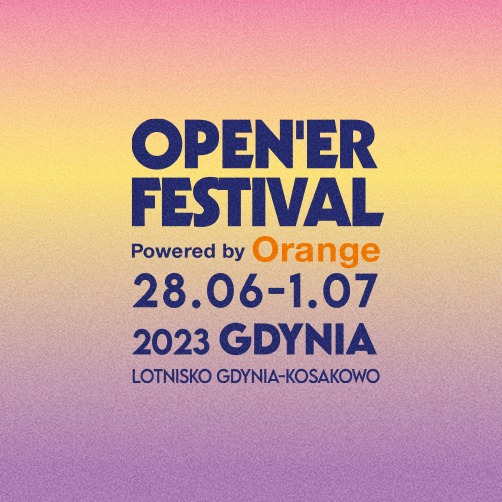 OPEN'ER
FESTIVAL
Powered by Orange
28.06-1.07
2023 GDYNIA
LOTNISKO GDYNIA-KOSAKOWO